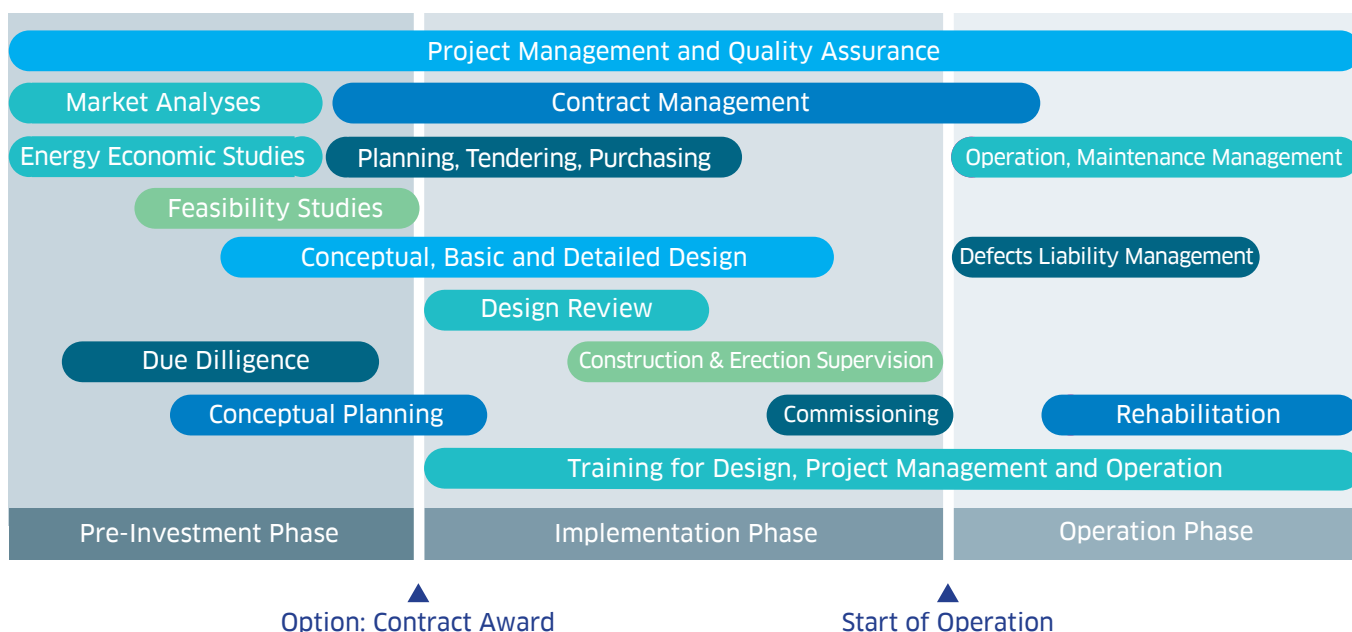 Project Management and Quality Assurance
Market Analyses
Contract Management
Energy Economic Studies
Planning, Tendering, Purchasing
Operation, Maintenance Management
Feasibility Studies
Conceptual, Basic and Detailed Design
Defects Liability Management
Design Review
Due Dilligence
Construction & Erection Supervision
Conceptual Planning
Commissioning
Rehabilitation
Training for Design, Project Management and Operation
Pre-Investment Phase
Implementation Phase
Operation Phase
Option: Contract Award
Start of Operation